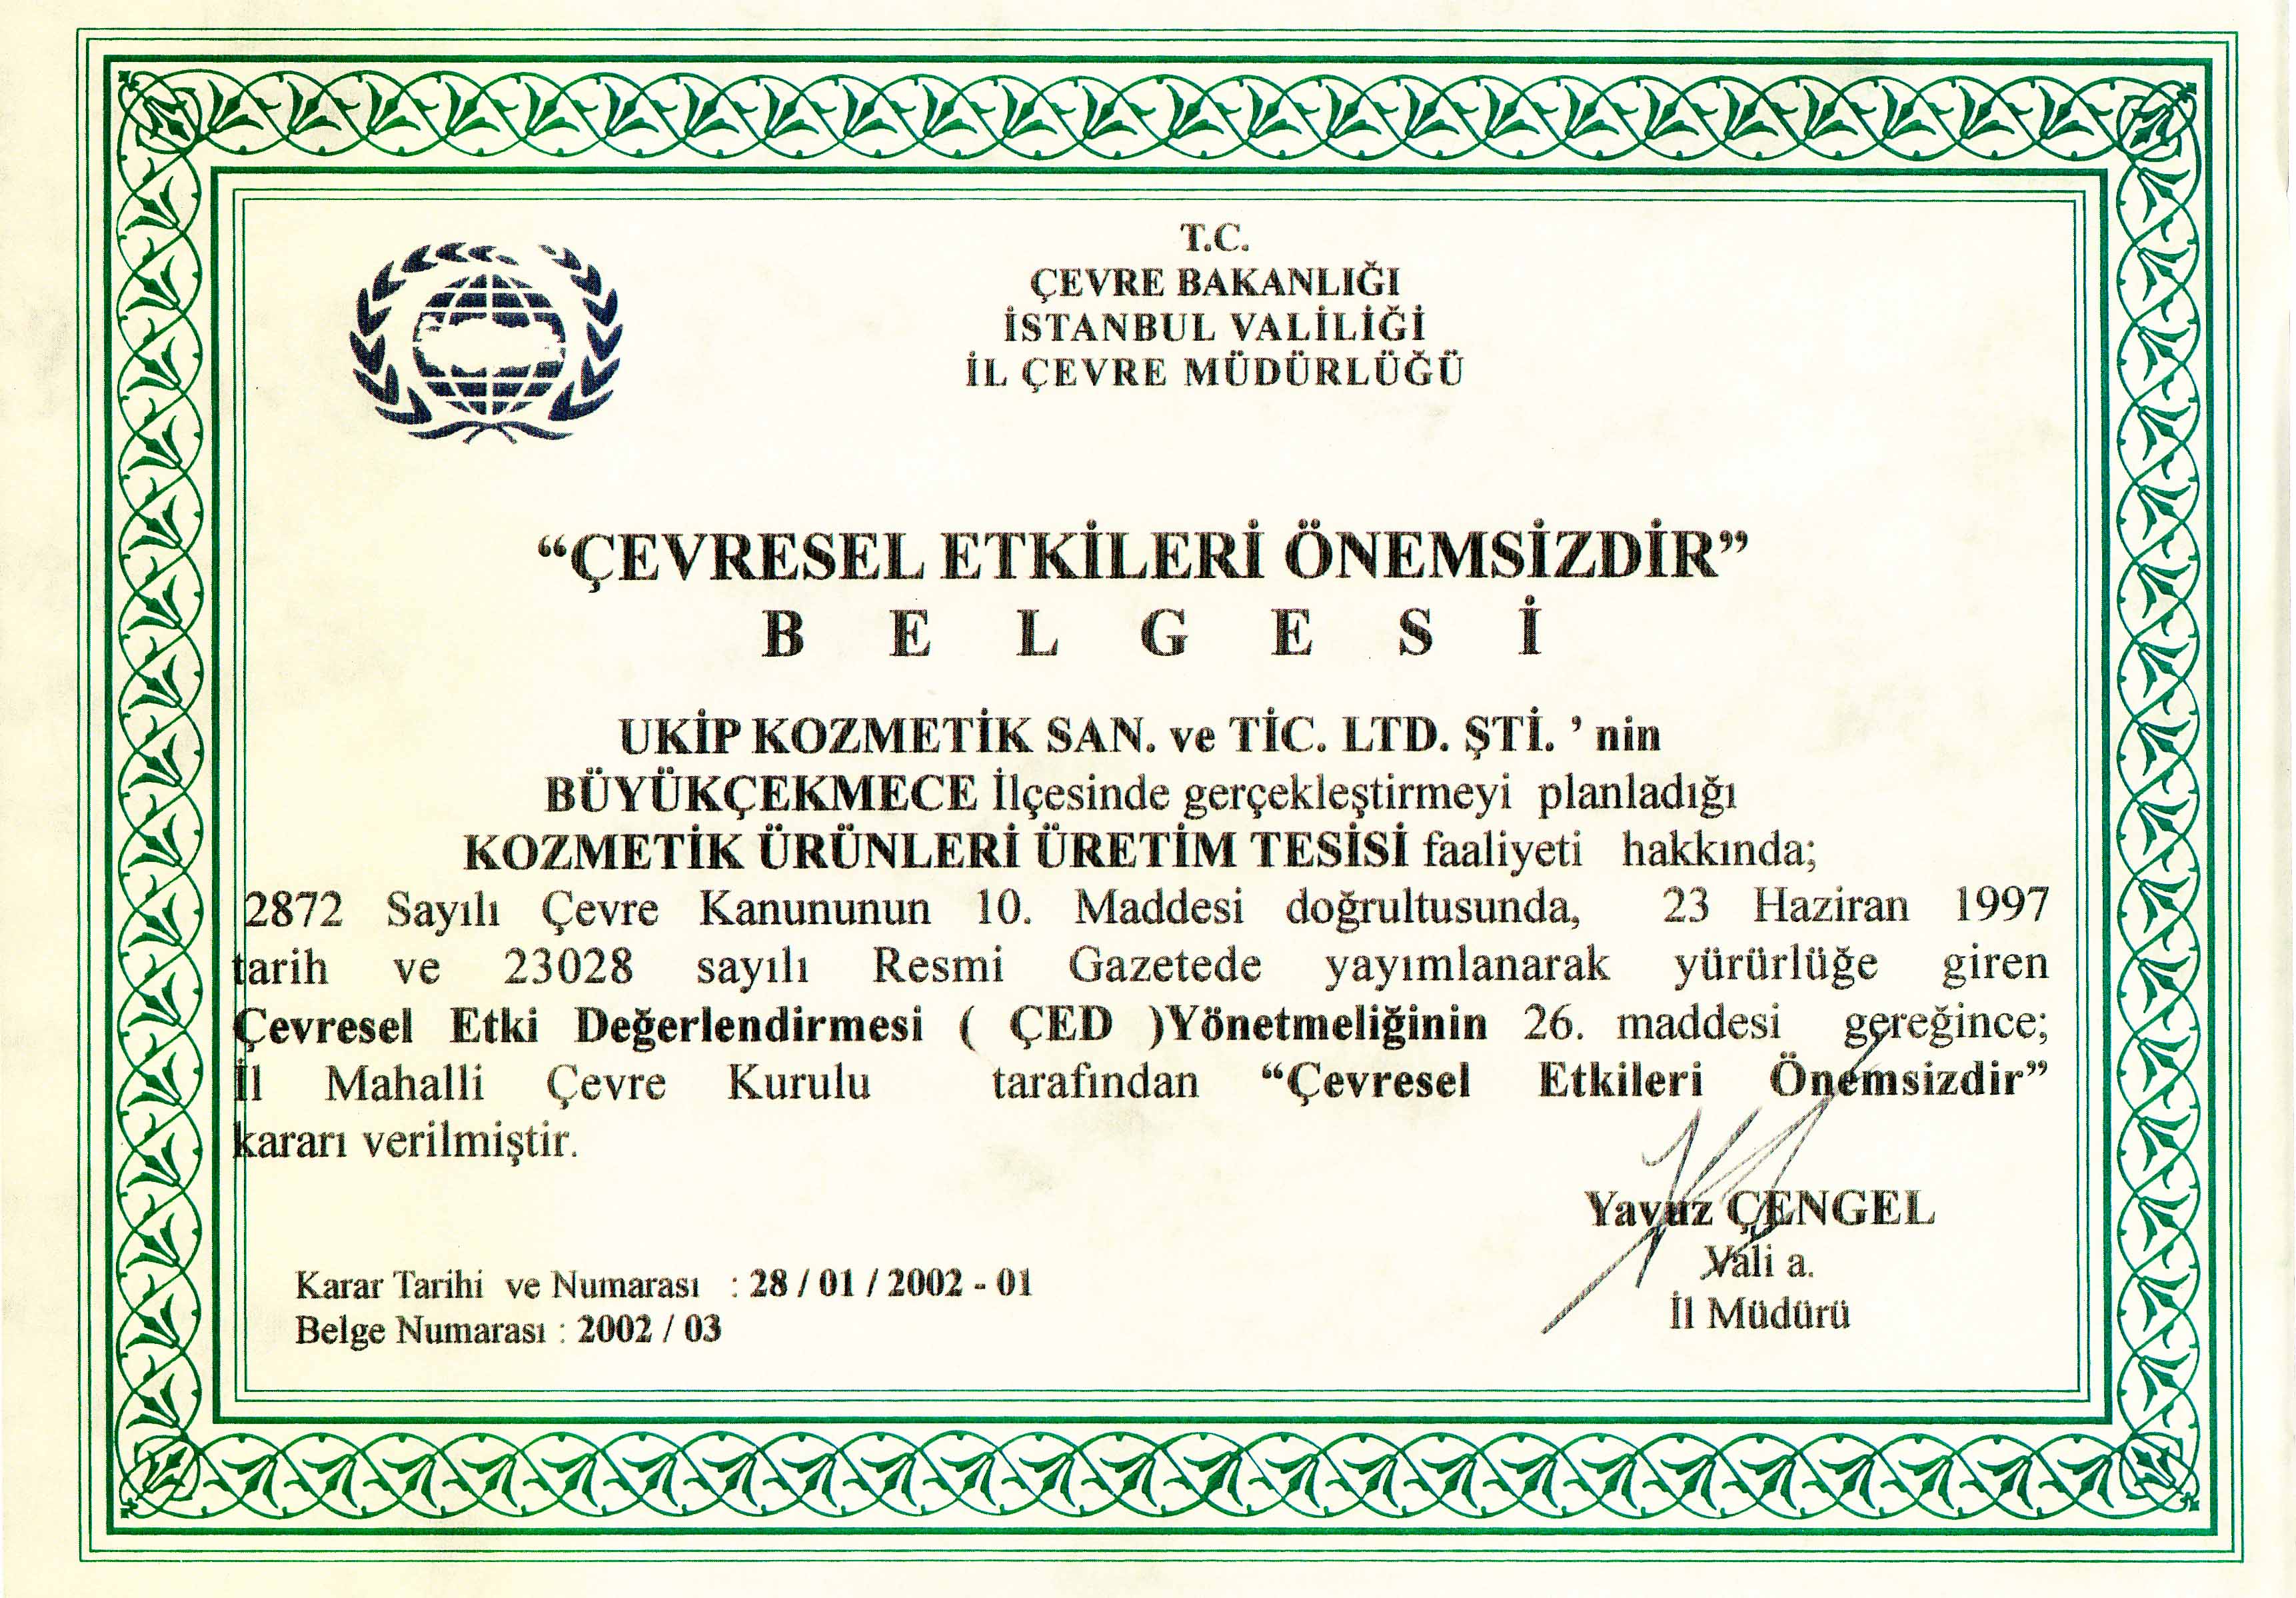 T.C.
ÇEVRE BAKANLIĞI
İSTANBUL VALİLİĞİ
İL ÇEVRE MÜDÜRLÜĞÜ
“ÇEVRESEL ETKİLERİ ÖNEMSİZDİR”
B E L G E S İ
UKİP KOZMETİK SAN. ve TİC. LTD. ŞTİ. ’ nin
BÜYÜKÇEKMECE İlçesinde gerçekleştirmeyi planladığı
KOZMETİK ÜRÜNLERİ ÜRETİM TESİSİ faaliyeti hakkında;
2872 Sayılı Çevre Kanununun 10. Maddesi doğrultusunda, 23 Haziran 1997
tarih ve 23028 sayılı Resmi Gazetede yayımlanarak yürürlüğe giren
Çevresel Etki Değerlendirmesi ( ÇED )Yönetmeliğinin 26. maddesi gereğince;
İl Mahalli Çevre Kurulu tarafından “Çevresel Etkileri Önemsizdir”
kararı verilmiştir.
Yavuz ÇENGEL
Vali a.
İl Müdürü
Karar Tarihi ve Numarası : 28 / 01 / 2002 - 01
Belge Numarası : 2002 / 03